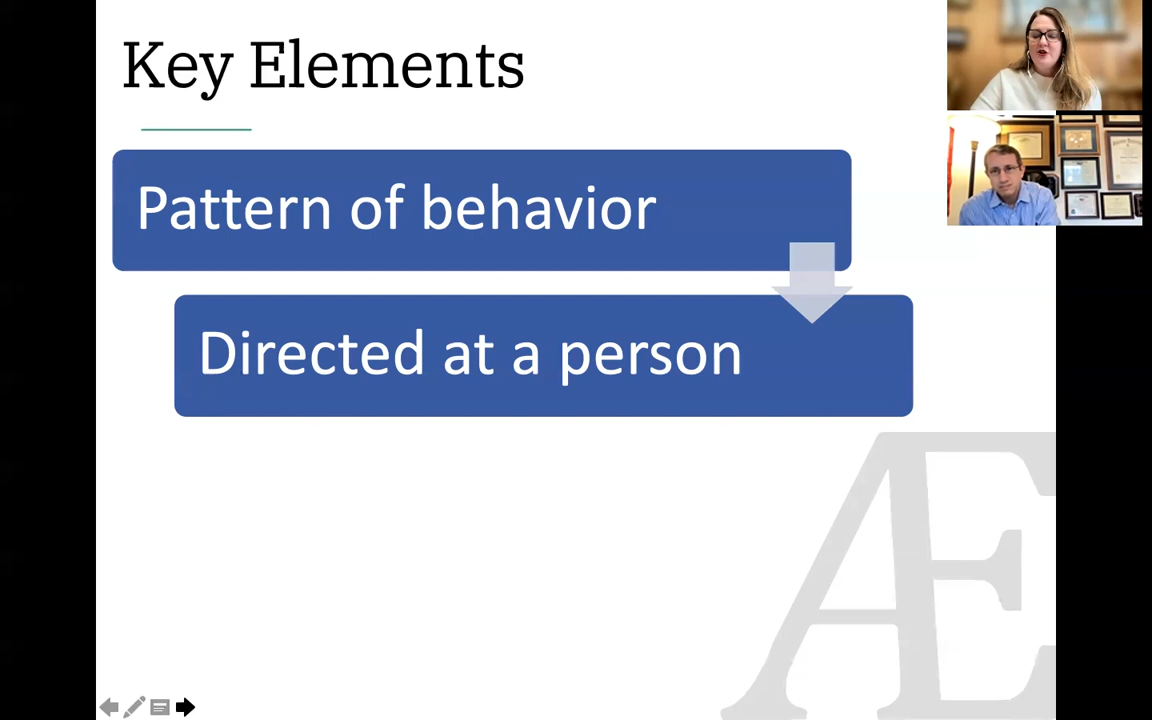 Key Elements
Pattern of behavior
Directed at a person
Æ